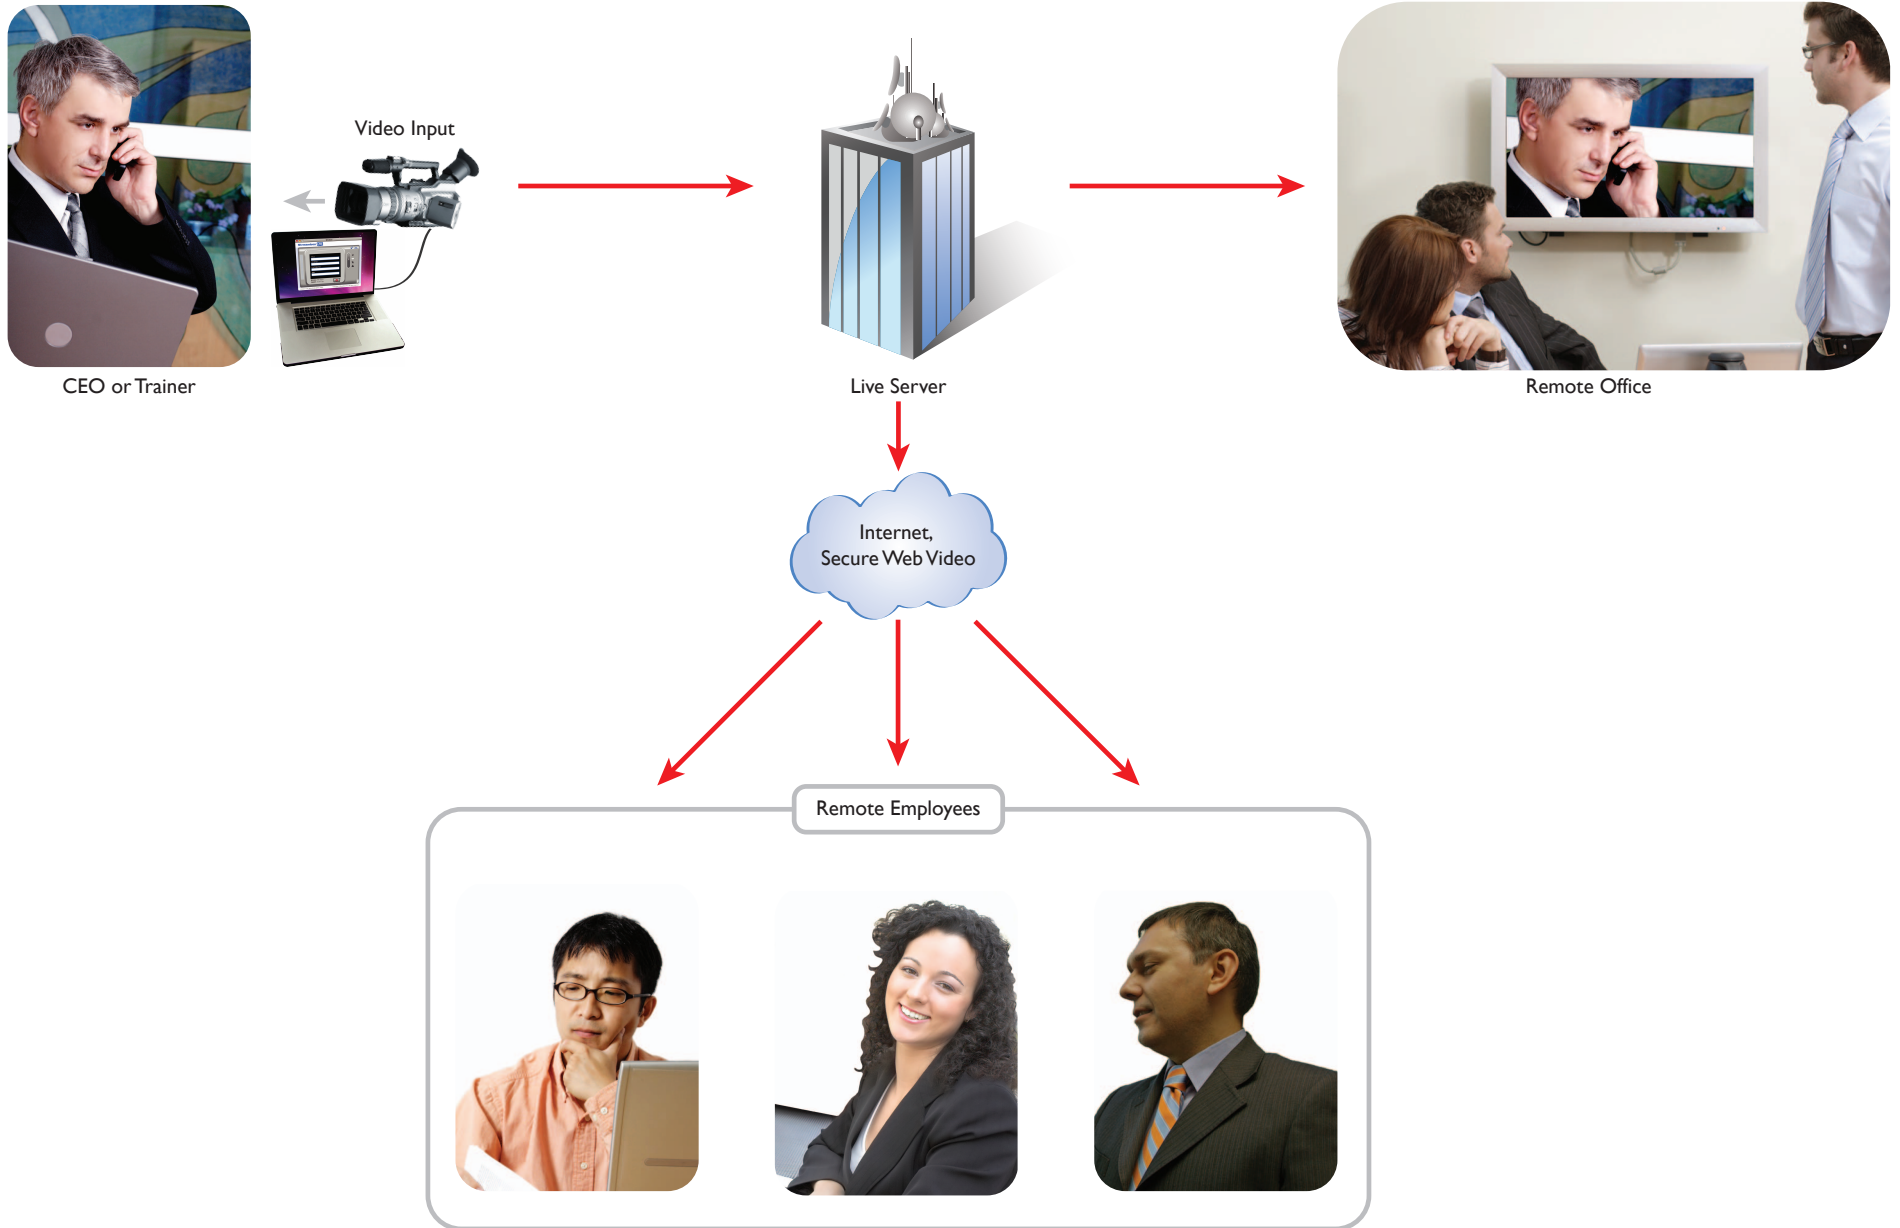 Video Input
CEO or Trainer
Live Server
Remote Office
Internet,
Secure Web Video
Remote Employees